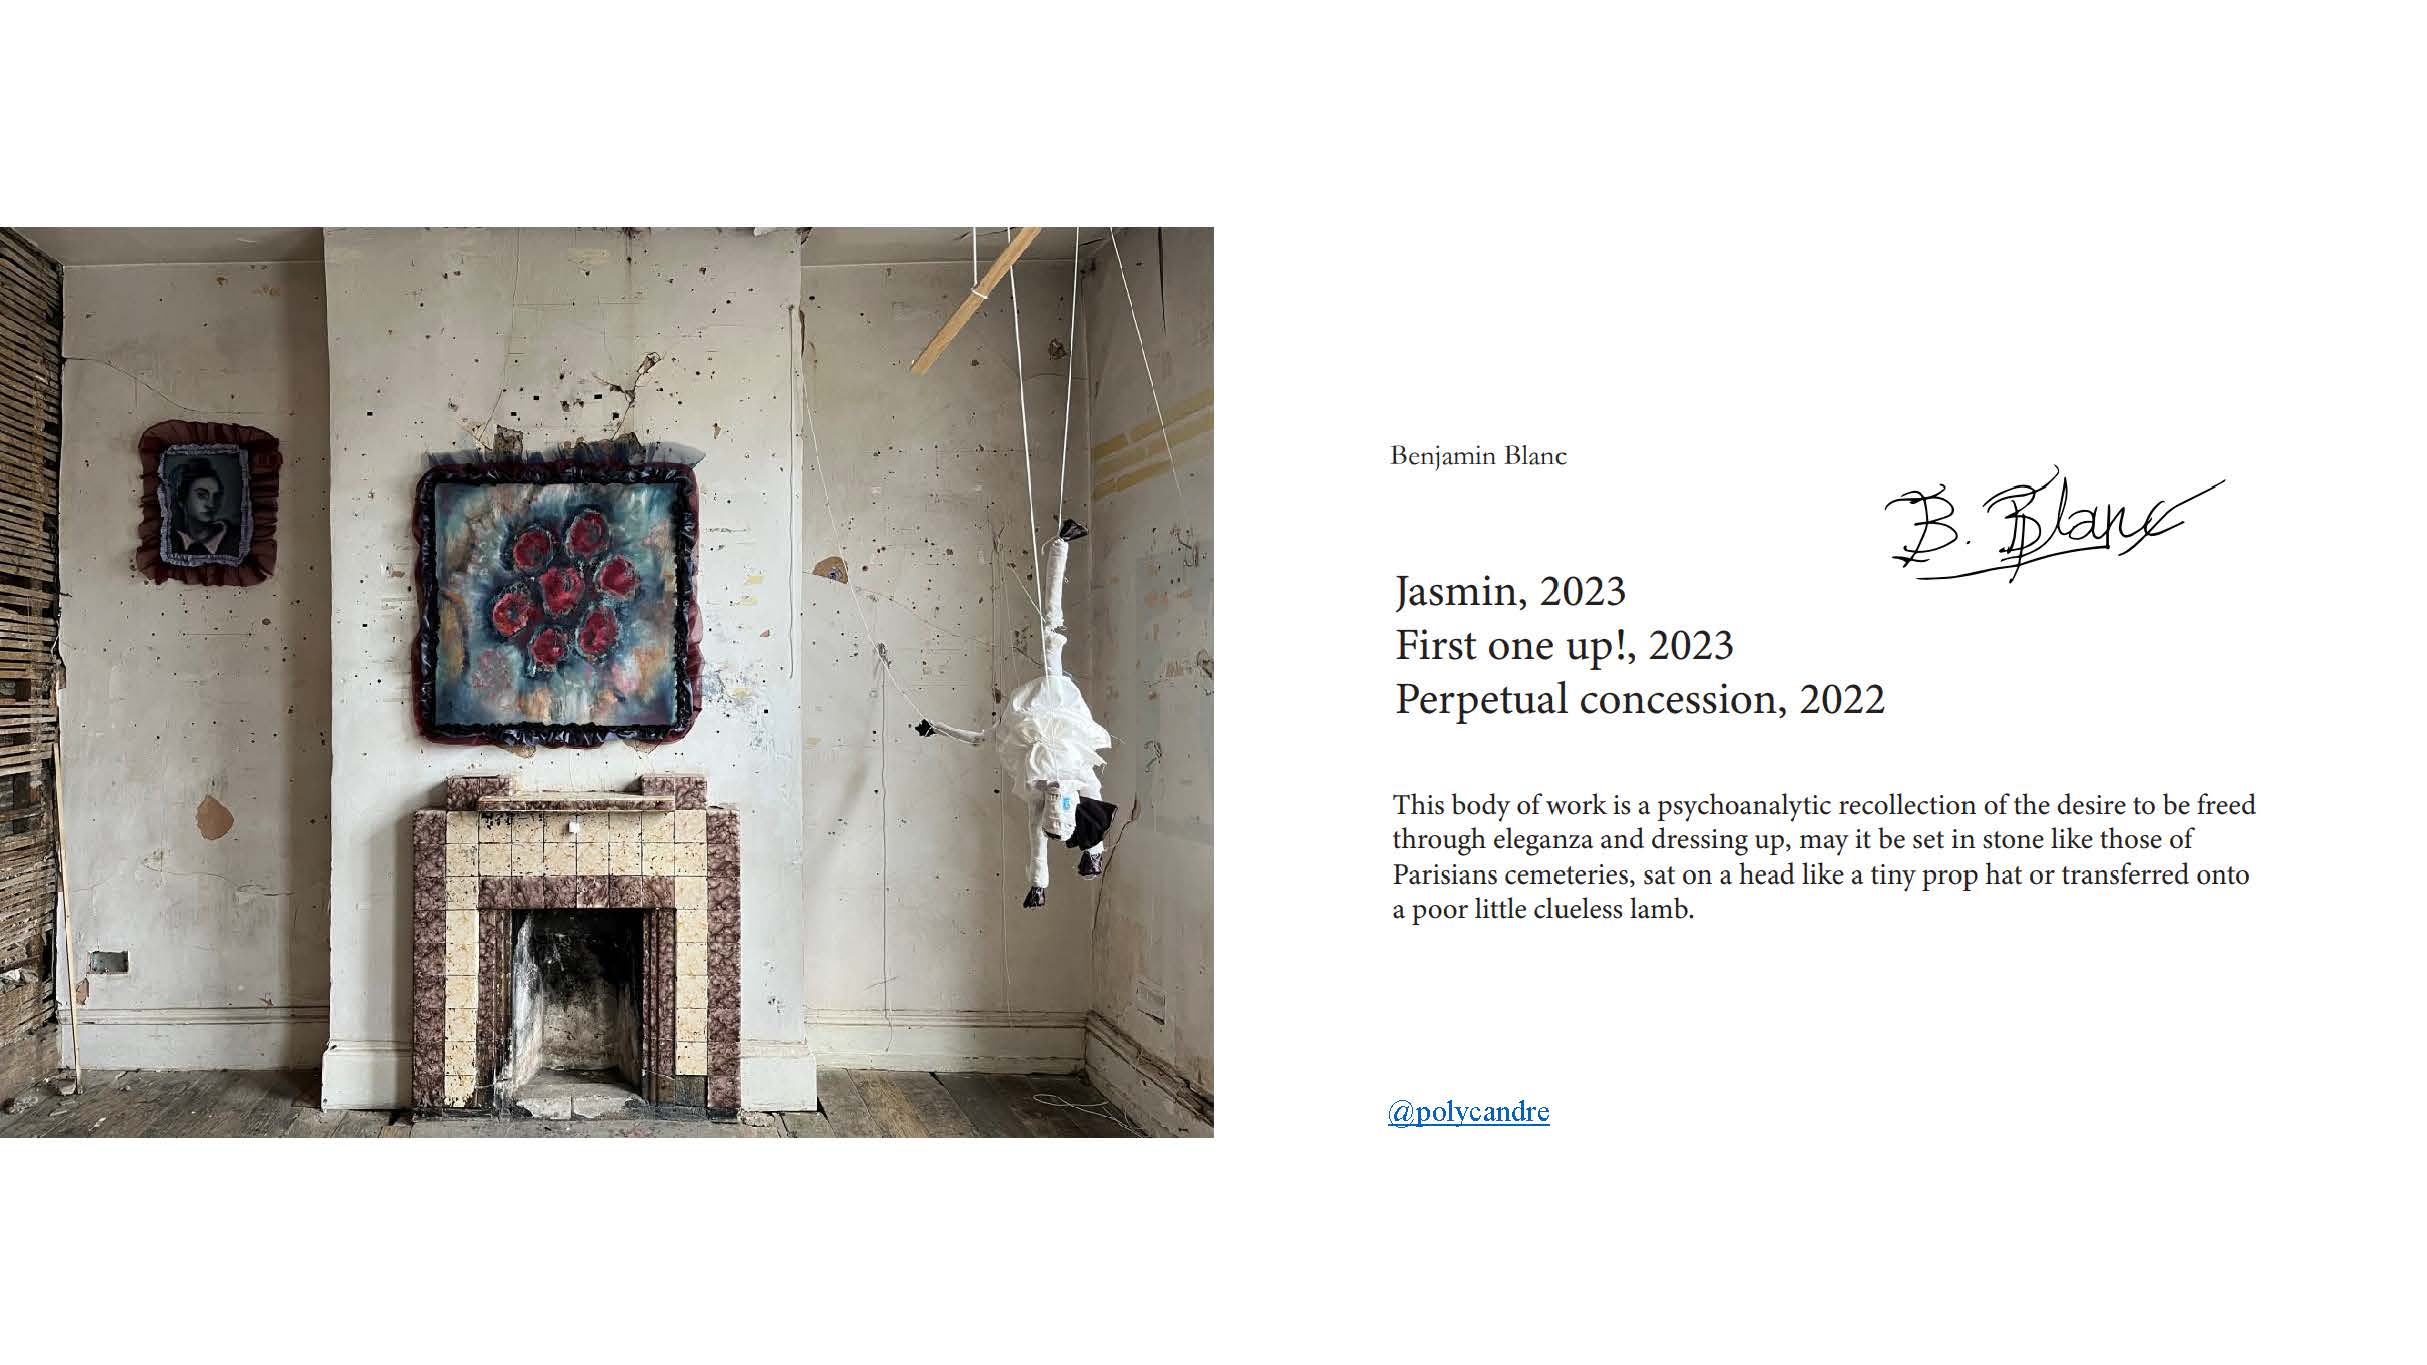 Benjamin Blanc
B. Blanc
Jasmin, 2023
First one up!, 2023
Perpetual concession, 2022
This body of work is a psychoanalytic recollection of the desire to be freed
through eleganza and dressing up, may it be set in stone like those of
Parisians cemeteries, sat on a head like a tiny prop hat or transferred onto
a poor little clueless lamb.
@polycandre